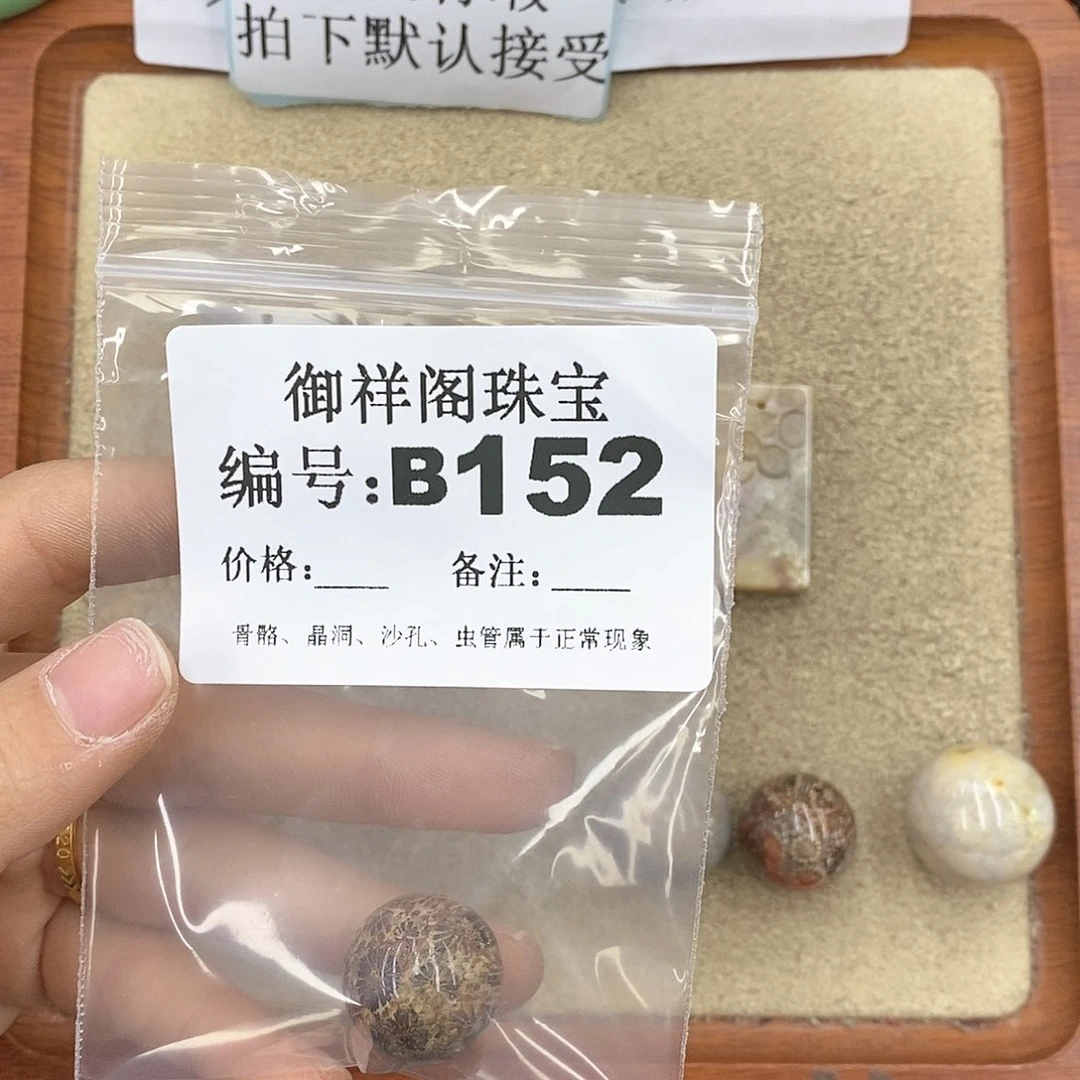 拍下默认接受
御祥阁珠宝
编号:B152
价格:____ 备注:____
骨骼、晶洞、沙孔、虫管属于正常现象